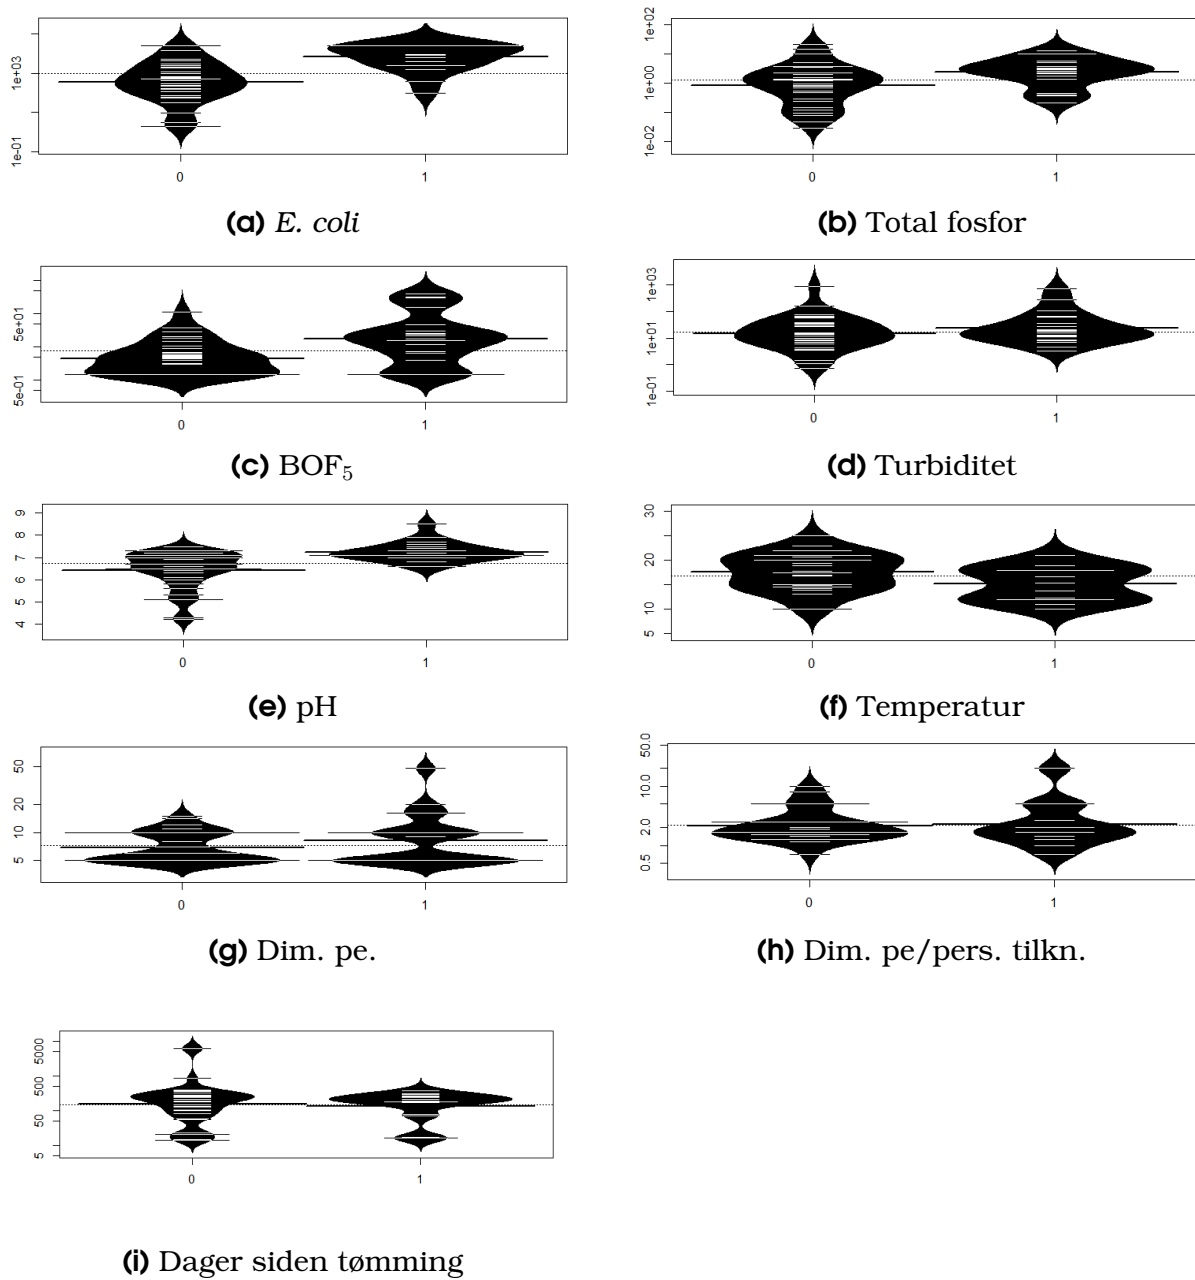 1e-01 1e+03
0 1
(a) E. coli
1e-02 1e+00 1e+02
0 1
(b) Total fosfor
5e-01 5e+01
0 1
(c) BOF₅
1e-01 1e+01 1e+03
0 1
(d) Turbiditet
4 5 6 7 8 9
0 1
(e) pH
5 10 20 30
0 1
(f) Temperatur
5 10 20 50
0 1
(g) Dim. pe.
0.5 2.0 10.0 50.0
0 1
(h) Dim. pe/pers. tilkn.
5 50 500 5000
0 1
(i) Dager siden tømming